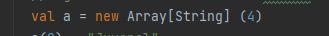 val a = new Array[String] (4)